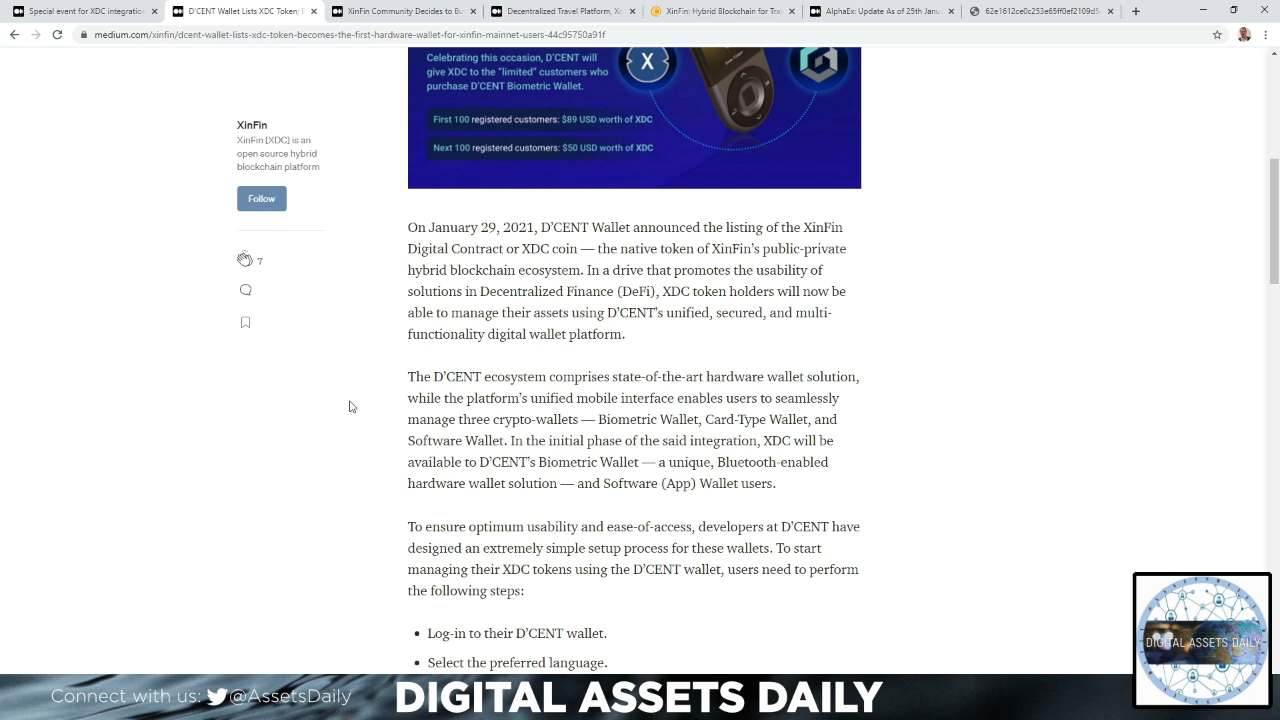 Special event for XDC integration
D'CENT Wallet Lists XDC Token; B
XinFin Community Decides to Bu
Decentralized Travel Platform, Xc
XinFin: Hybrid Blockchain for Tra
AlphaEx: Update As of 25th Janu
62e1612ce0c253e65ff0ef2109d8
medium.com/xinfin/dcent-wallet-lists-xdc-token-becomes-the-first-hardware-wallet-for-xinfin-mainnet-users-44c95750a91f
Celebrating this occasion, D'CENT will
give XDC to the "limited" customers who
purchase D'CENT Biometric Wallet.
First 100 registered customers: $89 USD worth of XDC
Next 100 registered customers: $50 USD worth of XDC
XinFin
XinFin [XDC] is an
open source hybrid
blockchain platform
Follow
7
On January 29, 2021, D'CENT Wallet announced the listing of the XinFin
Digital Contract or XDC coin — the native token of XinFin's public-private
hybrid blockchain ecosystem. In a drive that promotes the usability of
solutions in Decentralized Finance (DeFi), XDC token holders will now be
able to manage their assets using D'CENT's unified, secured, and multi-
functionality digital wallet platform.
The D'CENT ecosystem comprises state-of-the-art hardware wallet solution,
while the platform's unified mobile interface enables users to seamlessly
manage three crypto-wallets — Biometric Wallet, Card-Type Wallet, and
Software Wallet. In the initial phase of the said integration, XDC will be
available to D'CENT's Biometric Wallet — a unique, Bluetooth-enabled
hardware wallet solution — and Software (App) Wallet users.
To ensure optimum usability and ease-of-access, developers at D'CENT have
designed an extremely simple setup process for these wallets. To start
managing their XDC tokens using the D'CENT wallet, users need to perform
the following steps:
Log-in to their D'CENT wallet.
Select the preferred language.
DIGITAL ASSETS DAILY
Connect with us: @AssetsDaily
DIGITAL ASSETS DAILY